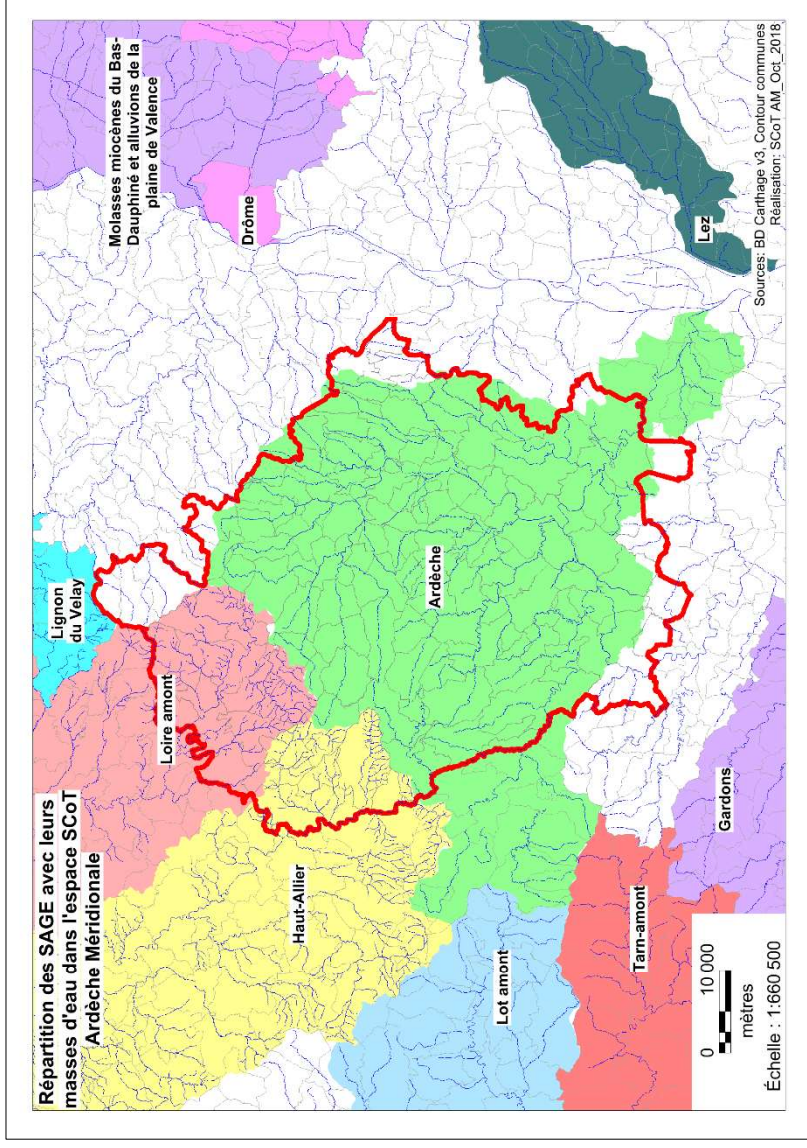 Répartition des SAGE avec leurs
masses d'eau dans l'espace SCoT
Ardèche Méridionale
Lignon
du Velay
Molasses miocènes du Bas-
Dauphiné et alluvions de la
plaine de Valence
Loire amont
Drôme
Haut-Allier
Ardèche
Lot amont
Lez
Tarn-amont
Gardons
0 10 000
mètres
Échelle : 1:660 500
Sources: BD Carthage v3, Contour communes
Réalisation: SCoT AM_Oct_2018